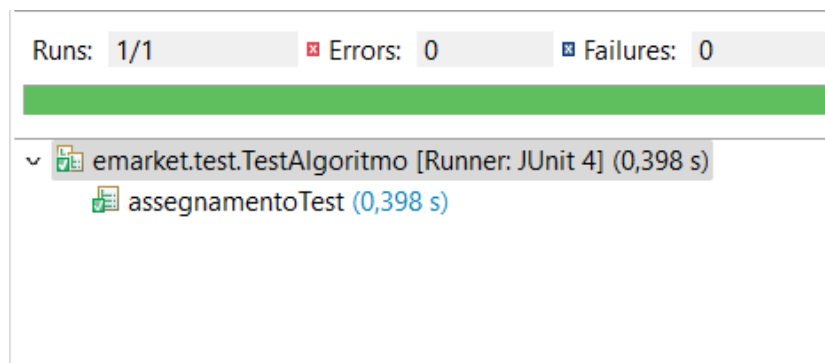 Runs: 1/1 Errors: 0 Failures: 0
emarket.test.TestAlgoritmo [Runner: JUnit 4] (0,398 s)
assegnamentoTest (0,398 s)